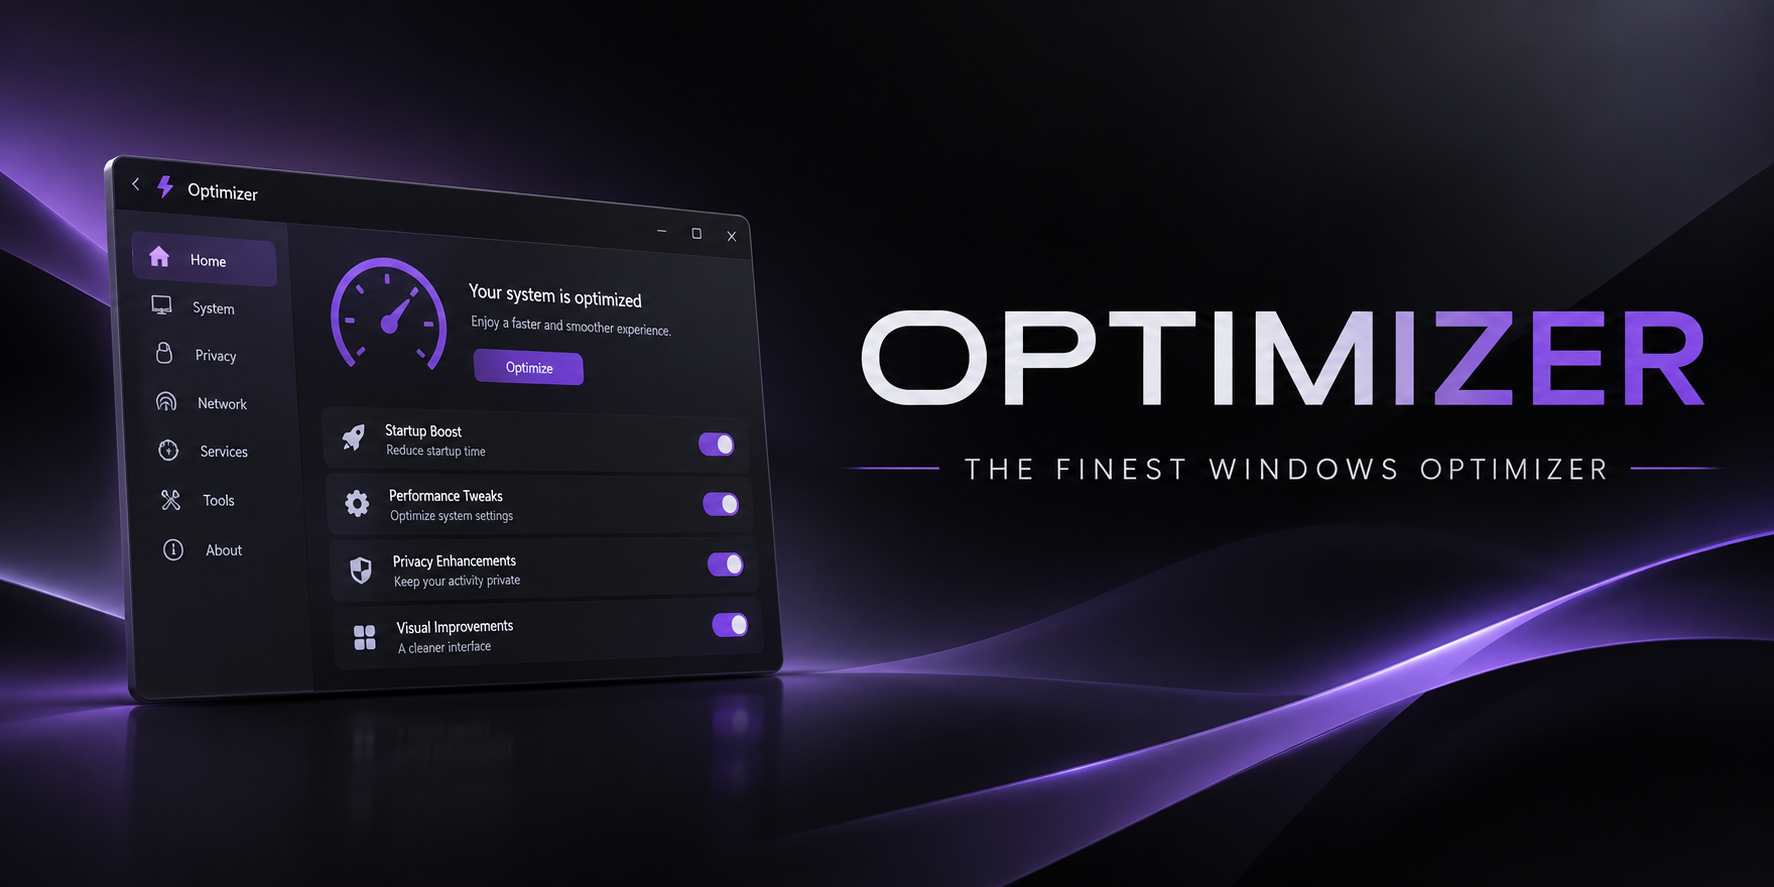 Optimizer
Home
System
Privacy
Network
Services
Tools
About
Your system is optimized
Enjoy a faster and smoother experience.
Optimize
Startup Boost
Reduce startup time
Performance Tweaks
Optimize system settings
Privacy Enhancements
Keep your activity private
Visual Improvements
A cleaner interface
OPTIMIZER
THE FINEST WINDOWS OPTIMIZER